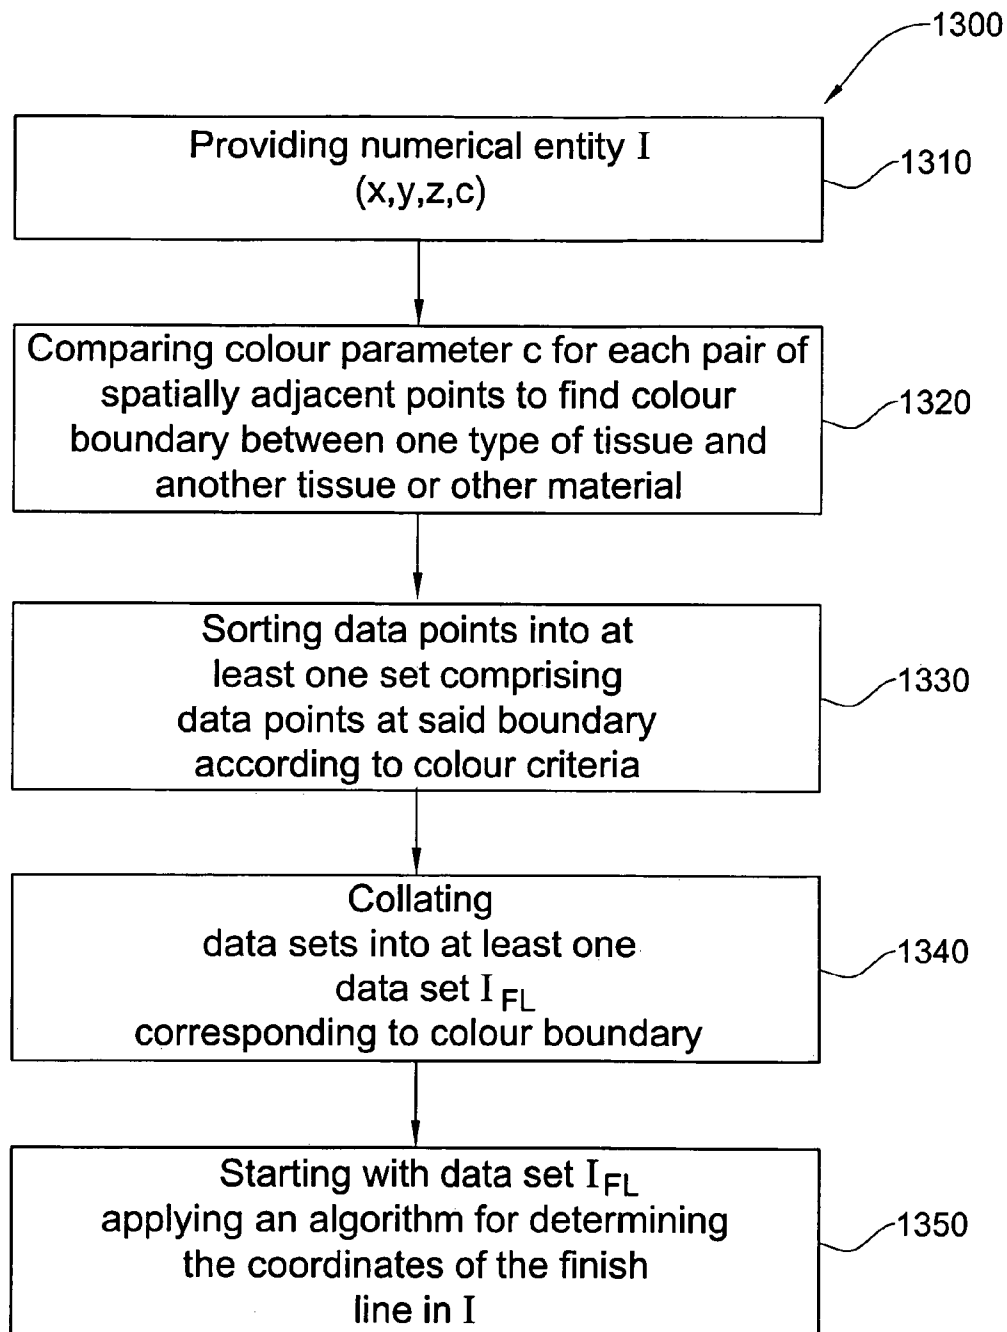 1300
Providing numerical entity I
(x,y,z,c)
1310
Comparing colour parameter c for each pair of
spatially adjacent points to find colour
boundary between one type of tissue and
another tissue or other material
1320
Sorting data points into at
least one set comprising
data points at said boundary
according to colour criteria
1330
Collating
data sets into at least one
data set I FL
corresponding to colour boundary
1340
Starting with data set I FL
applying an algorithm for determining
the coordinates of the finish
line in I
1350